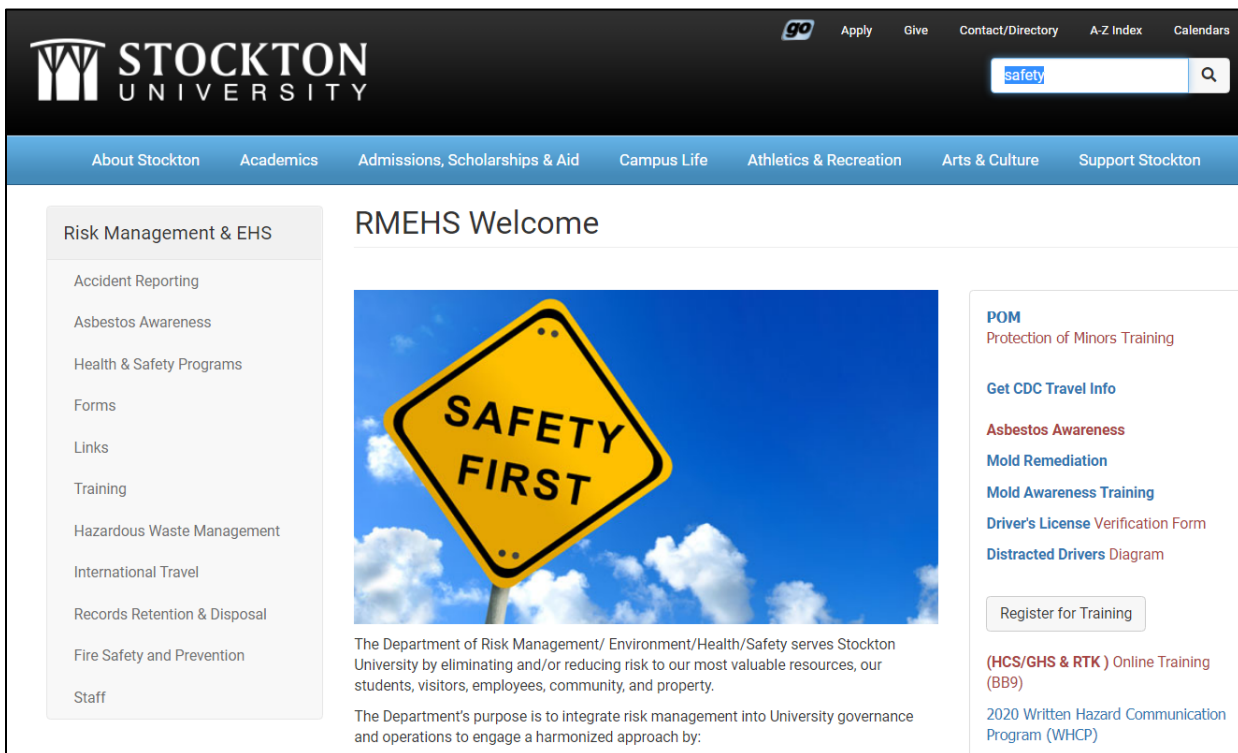 go Apply Give Contact/Directory A-Z Index Calendars
STOCKTON
UNIVERSITY
safety
About Stockton Academics Admissions, Scholarships & Aid Campus Life Athletics & Recreation Arts & Culture Support Stockton
Risk Management & EHS
Accident Reporting
Asbestos Awareness
Health & Safety Programs
Forms
Links
Training
Hazardous Waste Management
International Travel
Records Retention & Disposal
Fire Safety and Prevention
Staff
RMEHS Welcome
SAFETY
FIRST
The Department of Risk Management/ Environment/Health/Safety serves Stockton
University by eliminating and/or reducing risk to our most valuable resources, our
students, visitors, employees, community, and property.
The Department's purpose is to integrate risk management into University governance
and operations to engage a harmonized approach by:
POM
Protection of Minors Training
Get CDC Travel Info
Asbestos Awareness
Mold Remediation
Mold Awareness Training
Driver's License Verification Form
Distracted Drivers Diagram
Register for Training
(HCS/GHS & RTK ) Online Training
(BB9)
2020 Written Hazard Communication
Program (WHCP)